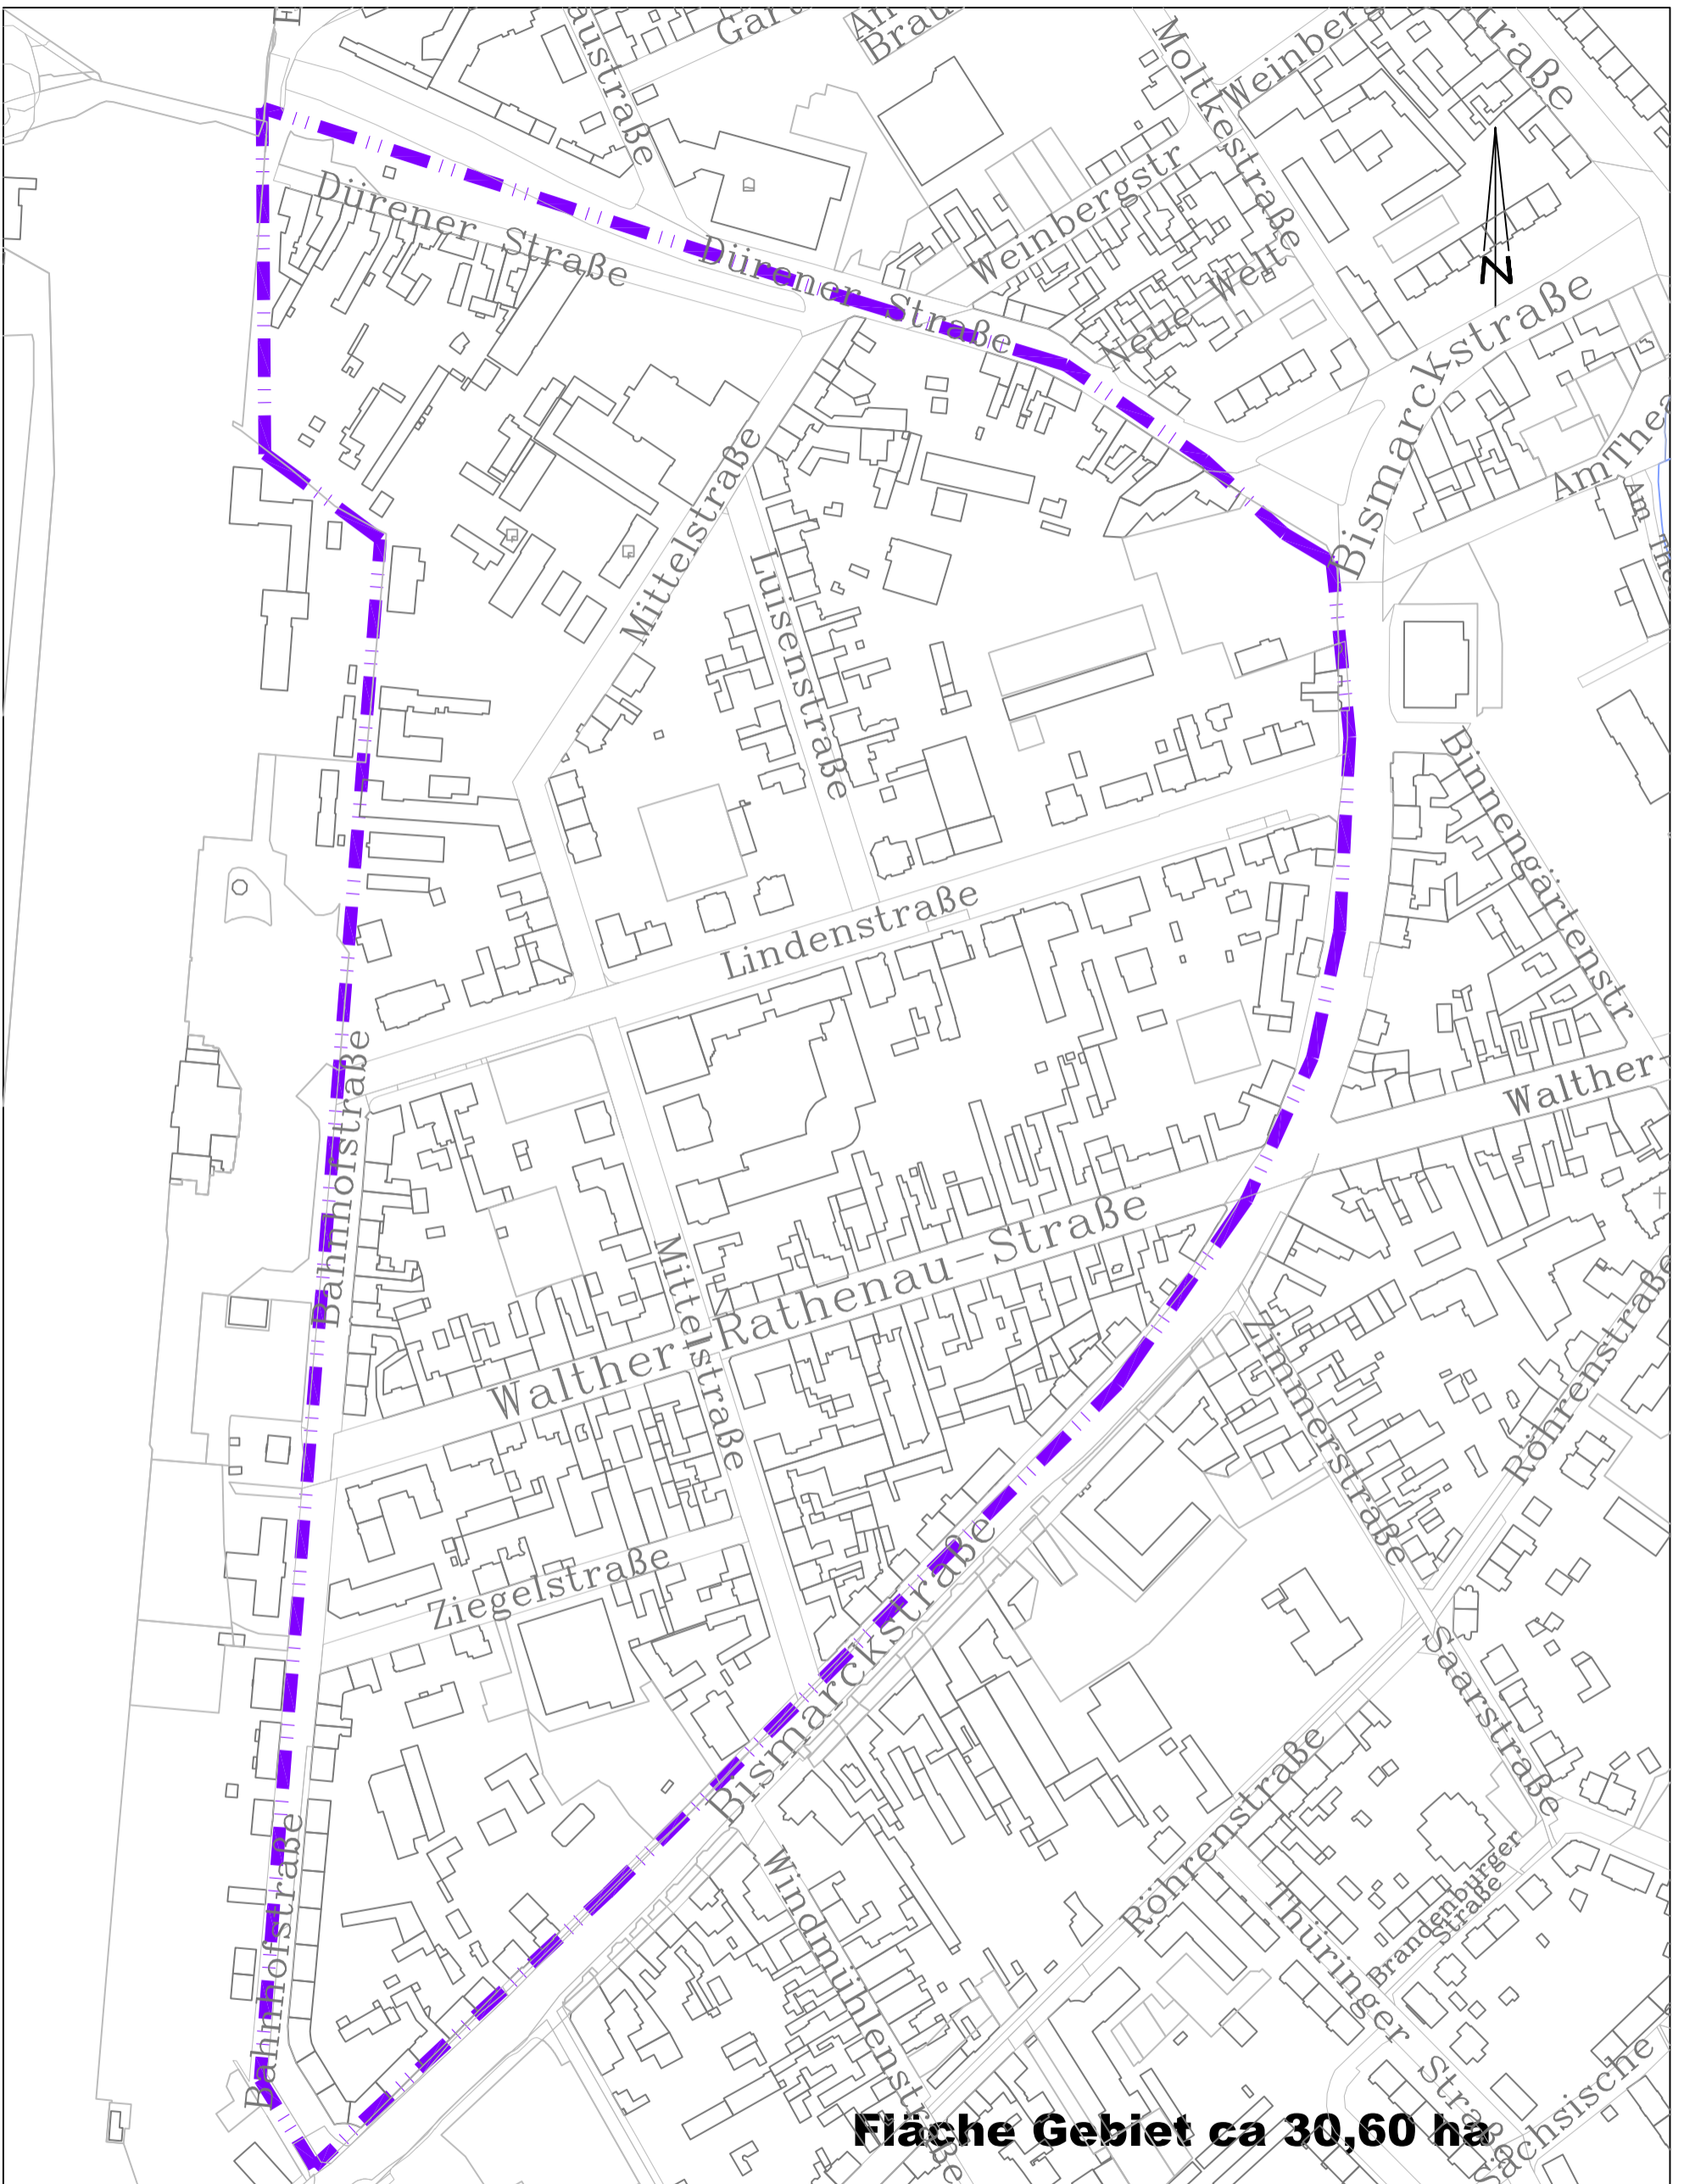 Moltkestraße
Weinbergstr
Dürener Straße
Dürener Straße
Neue Welt
N
Bismarckstraße
Mittelstraße
Luisenstraße
Am
Binnengärtenstr
Lindenstraße
Bahnhofstraße
Walther-
Walther-Rathenau-Straße
Mittelstraße
Zimmerstraße
Röhrenstraße
Ziegelstraße
Bismarckstraße
Saarstraße
Röhrenstraße
Bahnhofstraße
Windmühlenstraße
Thüringer Straße
Brandenburger
Straße
Sächsische
Fläche Gebiet ca 30,60 ha